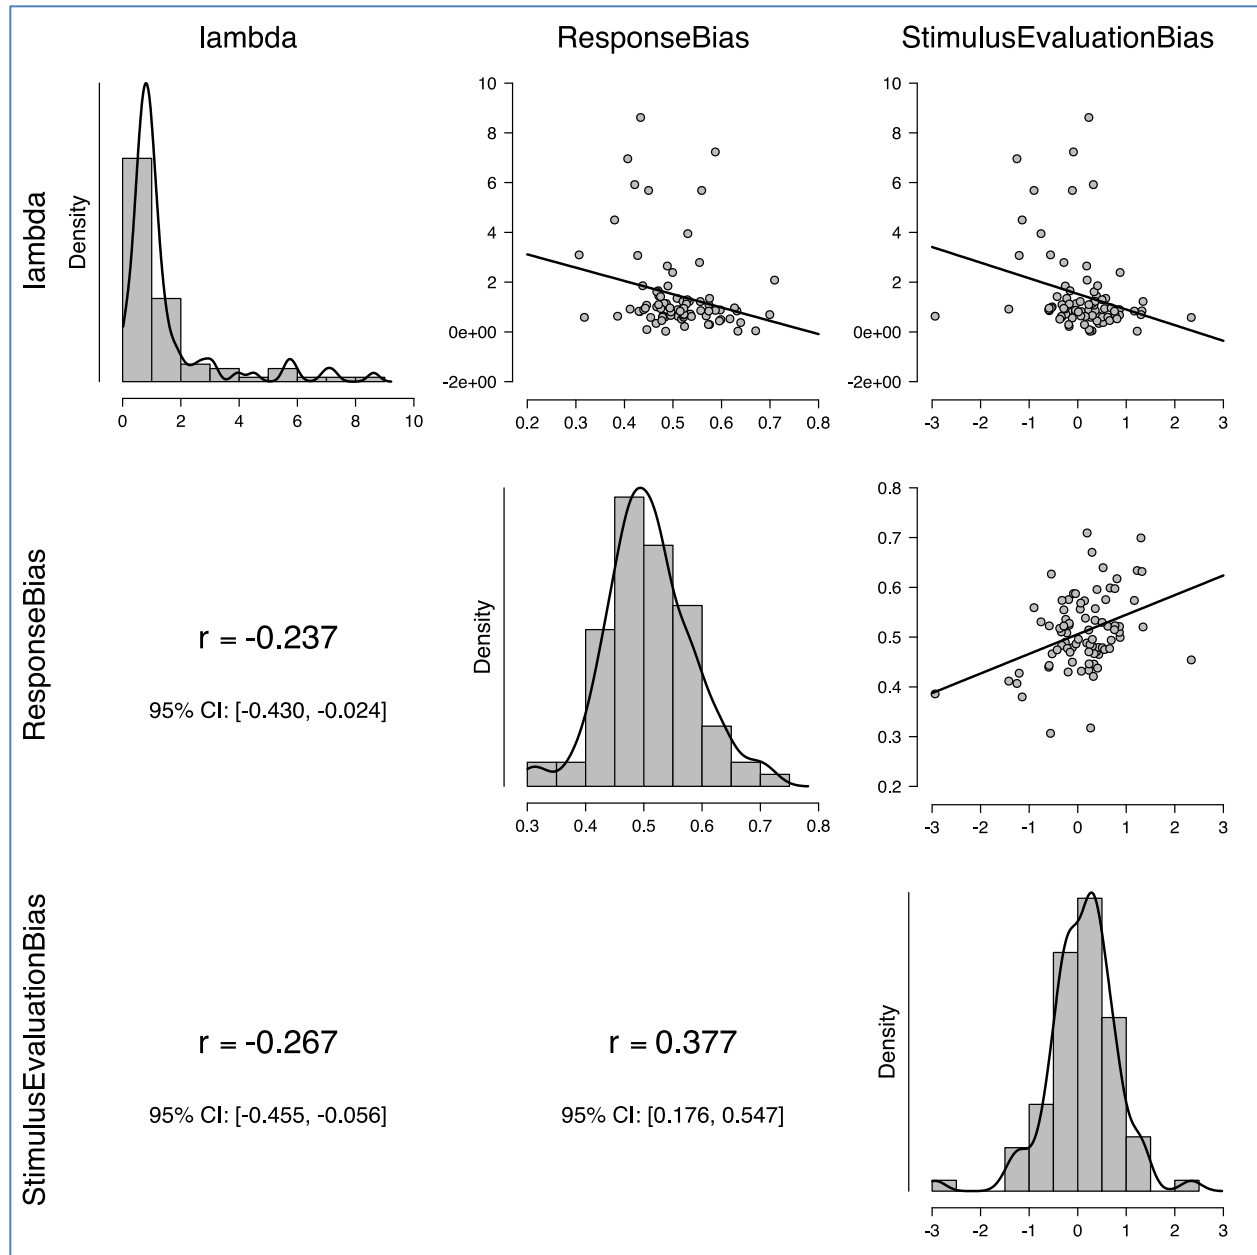 lambda
ResponseBias
StimulusEvaluationBias
lambda
Density
0 2 4 6 8 10
10
8
6
4
2
0e+00
-2e+00
0.2 0.3 0.4 0.5 0.6 0.7 0.8
10
8
6
4
2
0e+00
-2e+00
-3 -2 -1 0 1 2 3
ResponseBias
r = -0.237
95% CI: [-0.430, -0.024]
Density
0.3 0.4 0.5 0.6 0.7 0.8
0.8
0.7
0.6
0.5
0.4
0.3
0.2
-3 -2 -1 0 1 2 3
StimulusEvaluationBias
r = -0.267
95% CI: [-0.455, -0.056]
r = 0.377
95% CI: [0.176, 0.547]
Density
-3 -2 -1 0 1 2 3